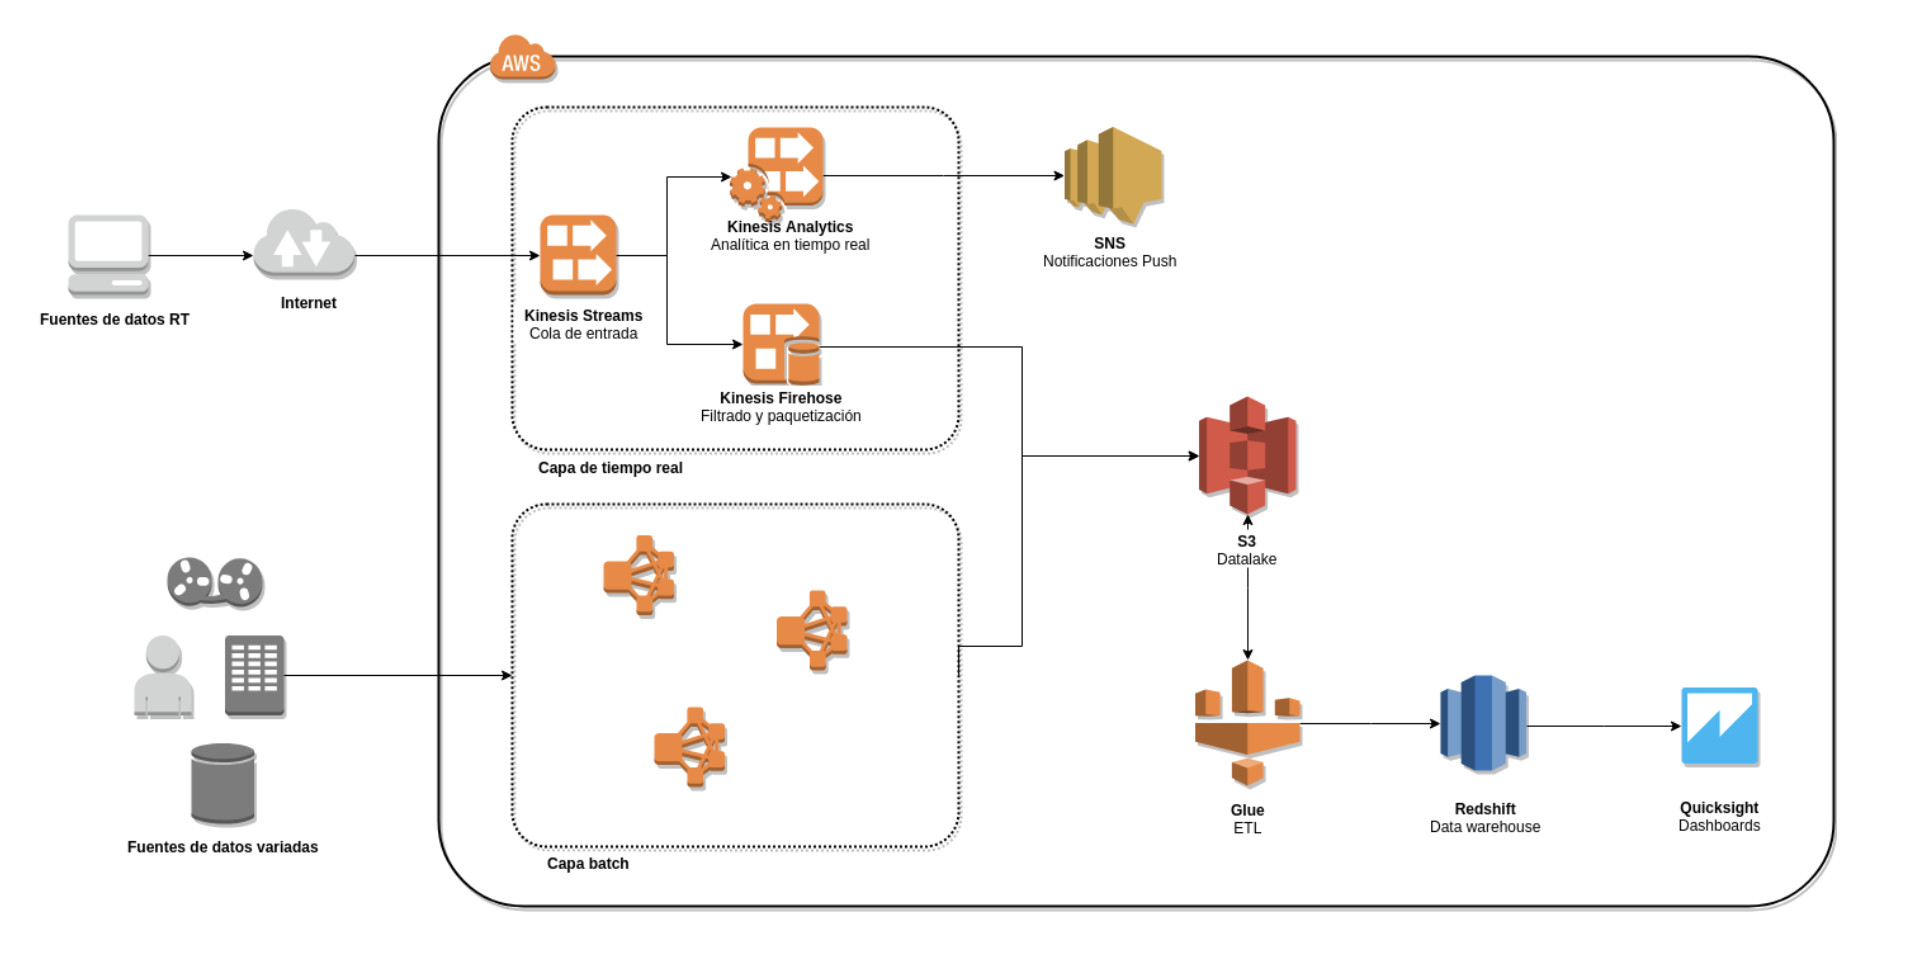 AWS
Kinesis Analytics
Analítica en tiempo real
SNS
Notificaciones Push
Internet
Fuentes de datos RT
Kinesis Streams
Cola de entrada
Kinesis Firehose
Filtrado y paquetización
Capa de tiempo real
S3
Datalake
Fuentes de datos variadas
Capa batch
Glue
ETL
Redshift
Data warehouse
Quicksight
Dashboards